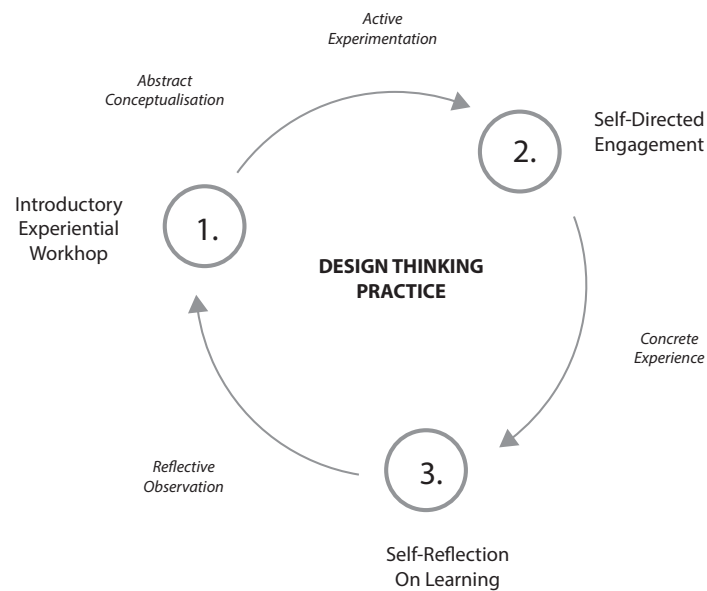 Active
Experimentation
Abstract
Conceptualisation
2.
Self-Directed
Engagement
Introductory
Experiential
Workhop
1.
DESIGN THINKING
PRACTICE
Concrete
Experience
3.
Reflective
Observation
Self-Reflection
On Learning